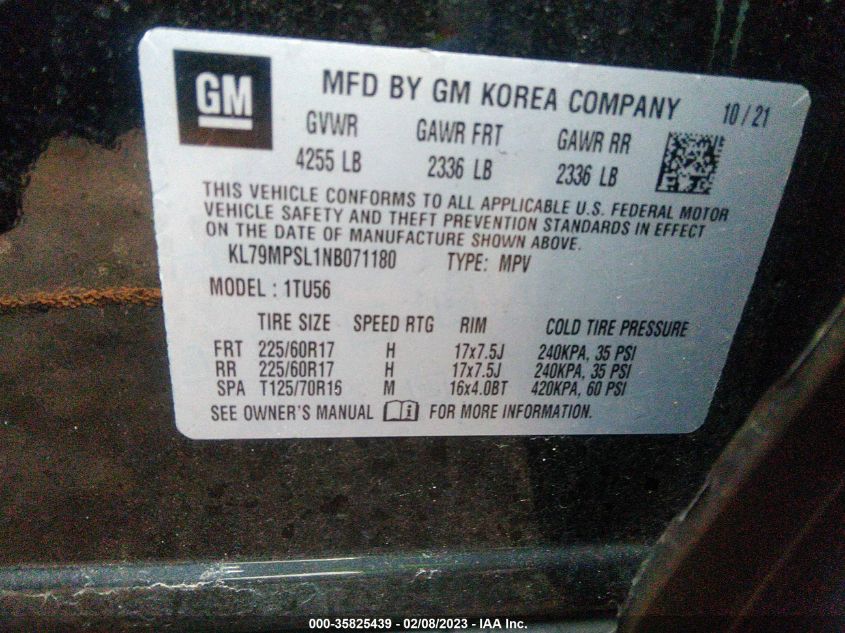 GM
MFD BY GM KOREA COMPANY 10 / 21
GVWR GAWR FRT GAWR RR
4255 LB 2336 LB 2336 LB
THIS VEHICLE CONFORMS TO ALL APPLICABLE U.S. FEDERAL MOTOR
VEHICLE SAFETY AND THEFT PREVENTION STANDARDS IN EFFECT
ON THE DATE OF MANUFACTURE SHOWN ABOVE.
KL79MPSL1NB071180 TYPE: MPV
MODEL : 1TU56
TIRE SIZE SPEED RTG RIM COLD TIRE PRESSURE
FRT 225/60R17 H 17x7.5J 240KPA, 35 PSI
RR 225/60R17 H 17x7.5J 240KPA, 35 PSI
SPA T125/70R16 M 16x4.0BT 420KPA, 60 PSI
SEE OWNER'S MANUAL FOR MORE INFORMATION.
000-35825439 - 02/08/2023 - IAA Inc.